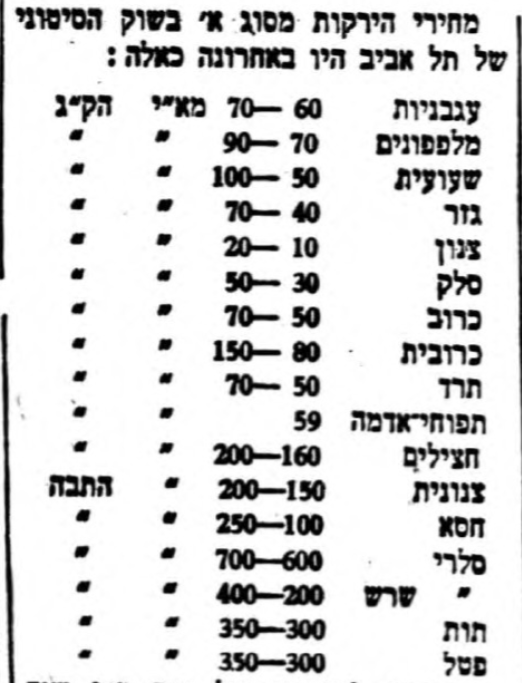 מחירי הירקות מסוג א׳ בשוק הסיטוני
של תל אביב היו באחרונה כאלה:
עגבניות 60—70 מא״י הק״ג
מלפפונים 70—90 ״ ״
שעועית 50—100 ״ ״
גזר 40—70 ״ ״
צנון 10—20 ״ ״
סלק 30—50 ״ ״
כרוב 50—70 ״ ״
כרובית 80—150 ״ ״
תרד 50—70 ״ ״
תפוחי־אדמה 59 ״ ״
חצילים 160—200 ״ ״
צנונית 150—200 ״ התבה
חסא 100—250 ״ ״
סלרי 600—700 ״ ״
״ שרש 200—400 ״ ״
תות 300—350 ״ ״
פטל 300—350 ״ ״